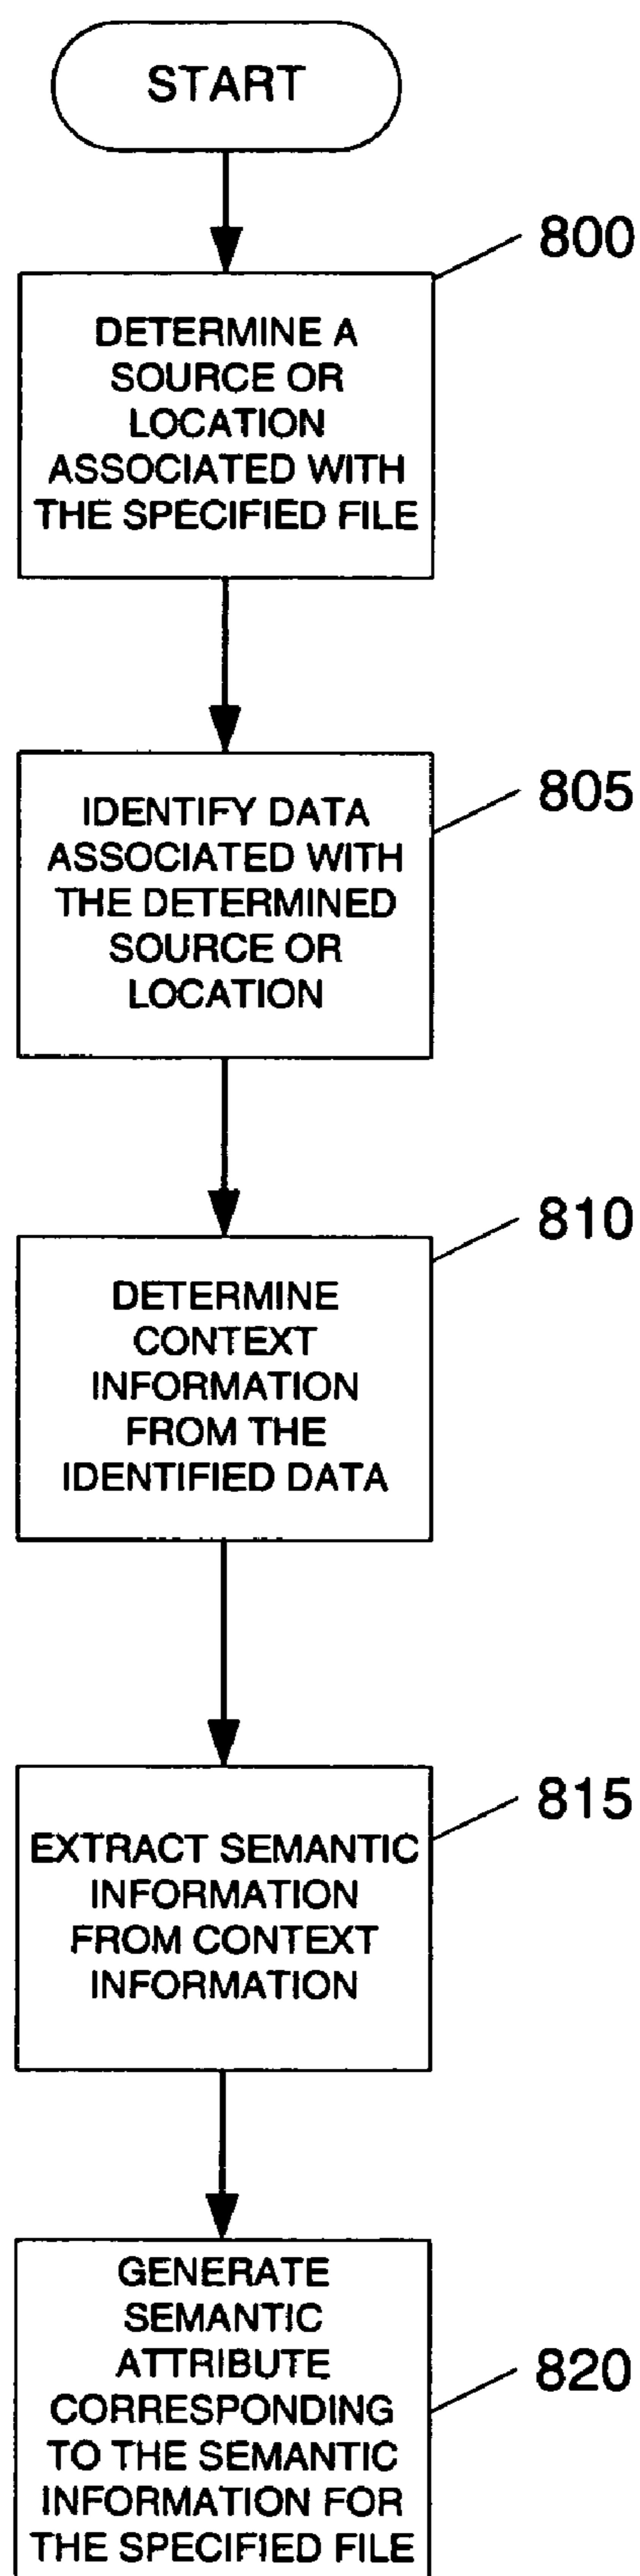 START
800
DETERMINE A
SOURCE OR
LOCATION
ASSOCIATED WITH
THE SPECIFIED FILE
805
IDENTIFY DATA
ASSOCIATED WITH
THE DETERMINED
SOURCE OR
LOCATION
810
DETERMINE
CONTEXT
INFORMATION
FROM THE
IDENTIFIED DATA
815
EXTRACT SEMANTIC
INFORMATION
FROM CONTEXT
INFORMATION
820
GENERATE
SEMANTIC
ATTRIBUTE
CORRESPONDING
TO THE SEMANTIC
INFORMATION FOR
THE SPECIFIED FILE